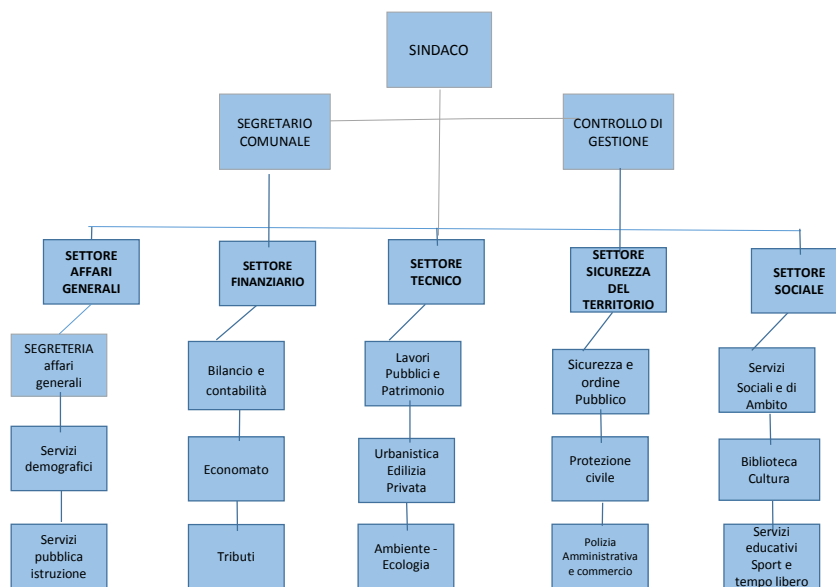 SINDACO
SEGRETARIO
COMUNALE
CONTROLLO DI
GESTIONE
SETTORE
AFFARI
GENERALI
SETTORE
FINANZIARIO
SETTORE
TECNICO
SETTORE
SICUREZZA
DEL
TERRITORIO
SETTORE
SOCIALE
SEGRETERIA
affari
generali
Bilancio e
contabilità
Lavori
Pubblici e
Patrimonio
Sicurezza e
ordine
Pubblico
Servizi
Sociali e di
Ambito
Servizi
demografici
Economato
Urbanistica
Edilizia
Privata
Protezione
civile
Biblioteca
Cultura
Servizi
pubblica
istruzione
Tributi
Ambiente -
Ecologia
Polizia
Amministrativa
e commercio
Servizi
educativi
Sport e
tempo libero